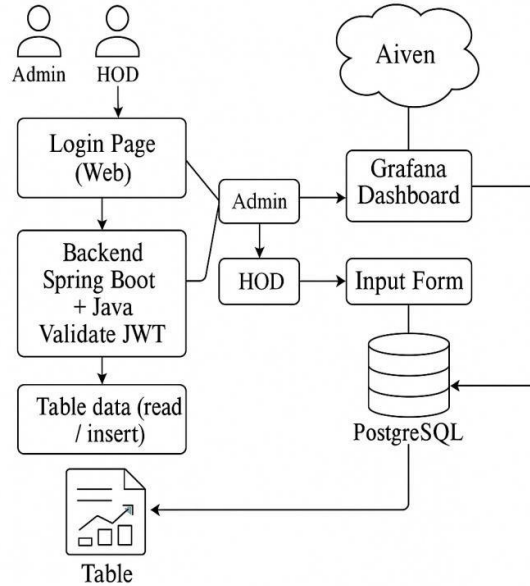 Admin
HOD
Aiven
Login Page
(Web)
Grafana
Dashboard
Admin
Backend
Spring Boot
+ Java
Validate JWT
HOD
Input Form
Table data (read
/ insert)
PostgreSQL
Table